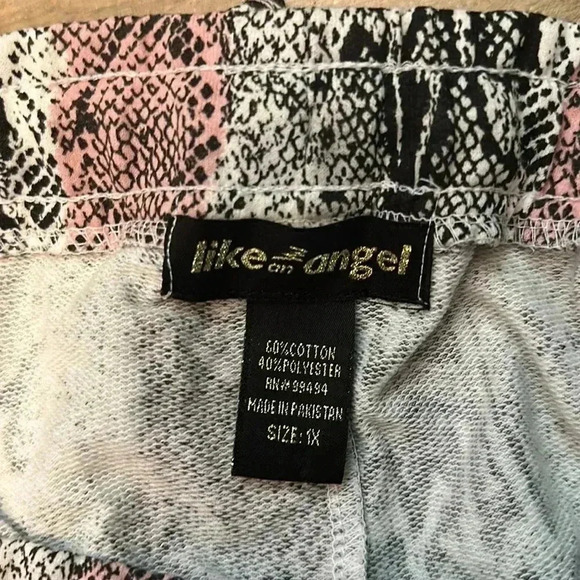 like an angel
60%COTTON
40%POLYESTER
RN#99494
MADE IN PAKISTAN
SIZE: 1X